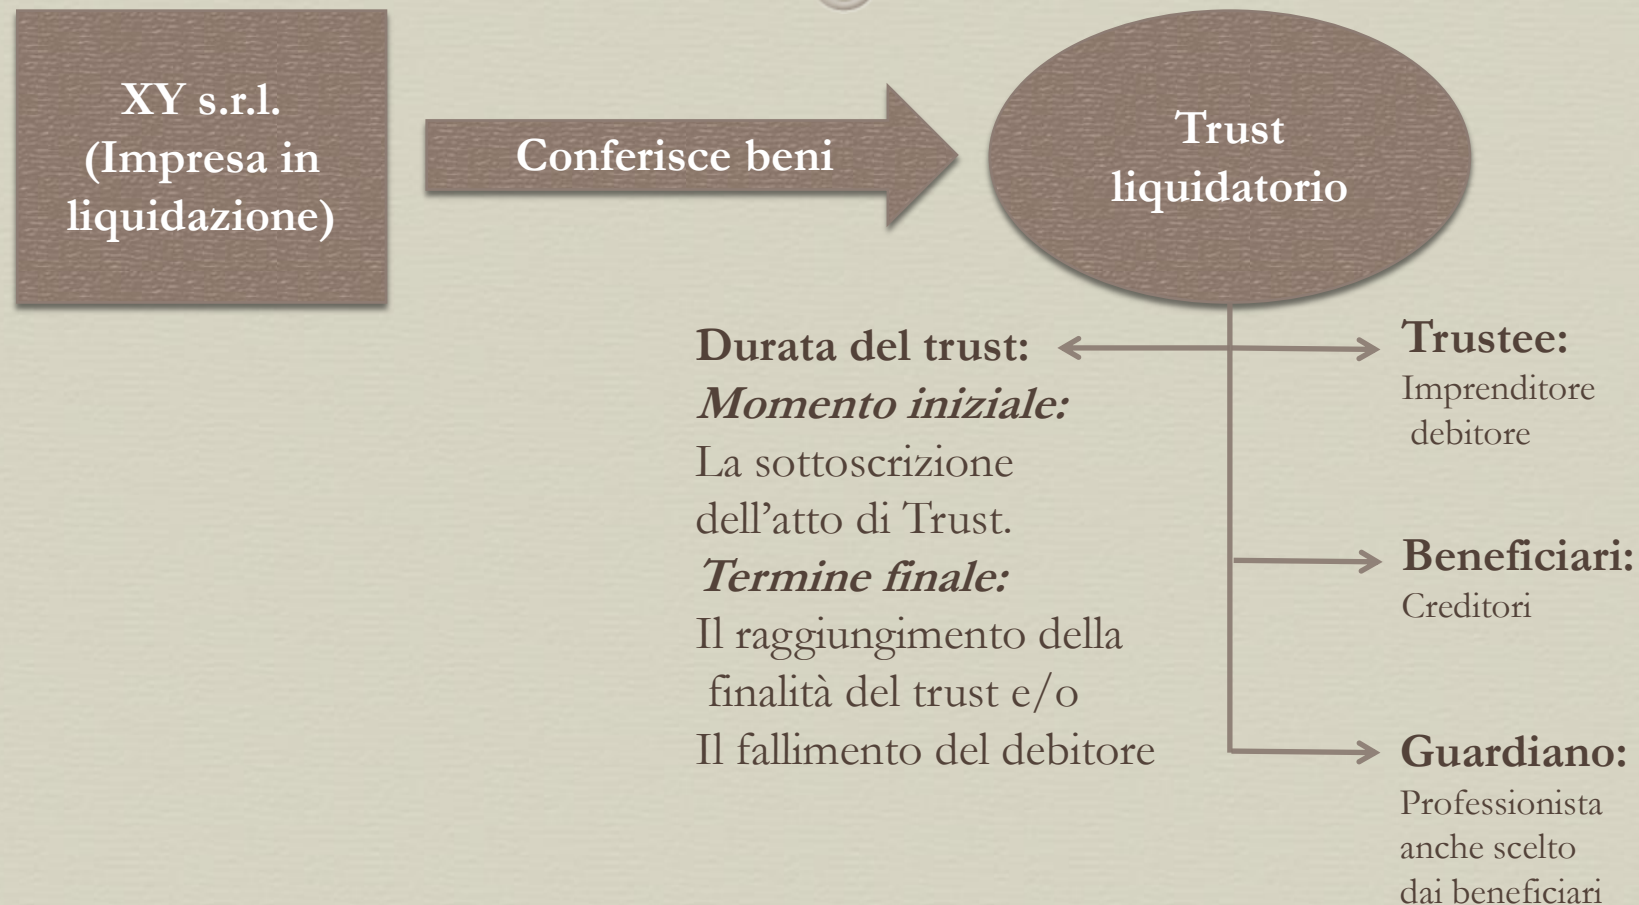 XY s.r.l.
(Impresa in
liquidazione)
Conferisce beni
Trust
liquidatorio
Durata del trust:
Momento iniziale:
La sottoscrizione
dell’atto di Trust.
Termine finale:
Il raggiungimento della
finalità del trust e/o
Il fallimento del debitore
Trustee:
Imprenditore
debitore
Beneficiari:
Creditori
Guardiano:
Professionista
anche scelto
dai beneficiari